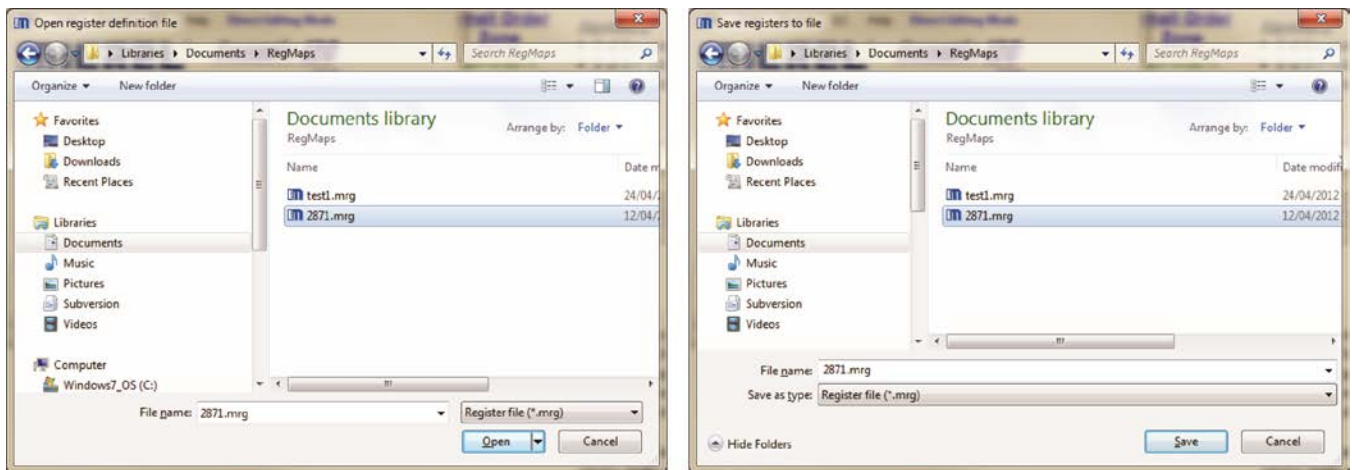 Open register definition file
Libraries ▸ Documents ▸ RegMaps
Search RegMaps
Organize ▾ New folder
Favorites
Desktop
Downloads
Recent Places
Libraries
Documents
Music
Pictures
Subversion
Videos
Computer
Windows7_OS (C:)
Documents library
RegMaps
Arrange by: Folder ▾
Name Date m
test1.mrg 24/04/2
2871.mrg 12/04/2
File name: 2871.mrg
Register file (*.mrg)
Open Cancel
Save registers to file
Libraries ▸ Documents ▸ RegMaps
Search RegMaps
Organize ▾ New folder
Favorites
Desktop
Downloads
Recent Places
Libraries
Documents
Music
Pictures
Subversion
Videos
Documents library
RegMaps
Arrange by: Folder ▾
Name Date modifi
test1.mrg 24/04/2012
2871.mrg 12/04/2012
File name: 2871.mrg
Save as type: Register file (*.mrg)
Hide Folders
Save Cancel